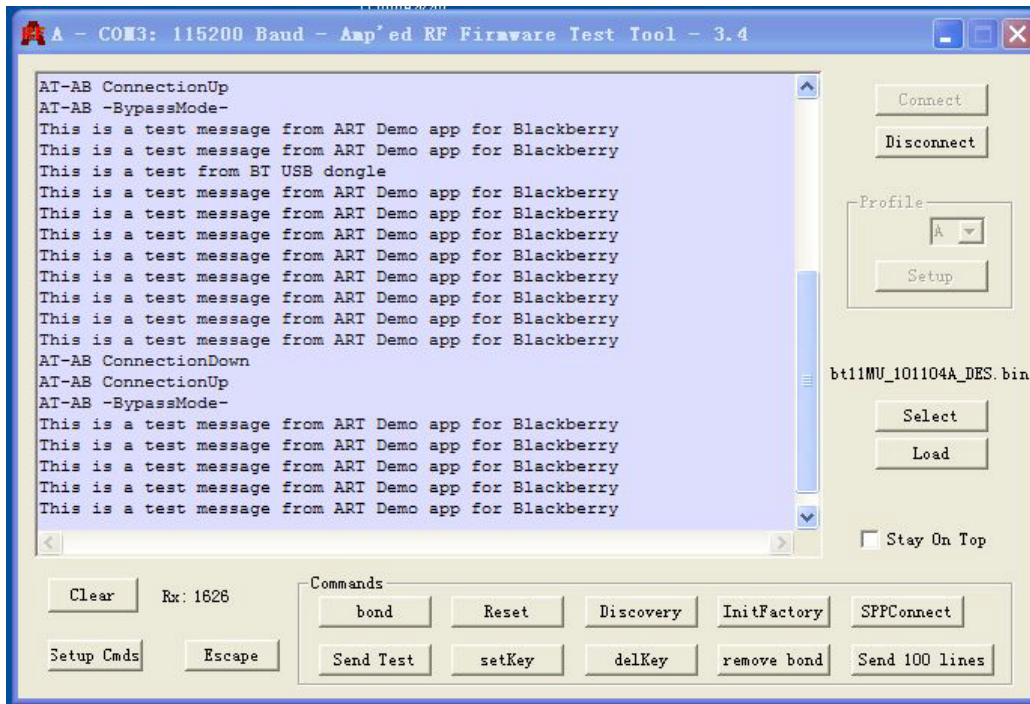 A - COM3: 115200 Baud - Amp'ed RF Firmware Test Tool - 3.4
AT-AB ConnectionUp
AT-AB -BypassMode-
This is a test message from ART Demo app for Blackberry
This is a test message from ART Demo app for Blackberry
This is a test from BT USB dongle
This is a test message from ART Demo app for Blackberry
This is a test message from ART Demo app for Blackberry
This is a test message from ART Demo app for Blackberry
This is a test message from ART Demo app for Blackberry
This is a test message from ART Demo app for Blackberry
This is a test message from ART Demo app for Blackberry
This is a test message from ART Demo app for Blackberry
This is a test message from ART Demo app for Blackberry
AT-AB ConnectionDown
AT-AB ConnectionUp
AT-AB -BypassMode-
This is a test message from ART Demo app for Blackberry
This is a test message from ART Demo app for Blackberry
This is a test message from ART Demo app for Blackberry
This is a test message from ART Demo app for Blackberry
This is a test message from ART Demo app for Blackberry
Connect
Disconnect
Profile
A
Setup
bt11MU_101104A_DES.bin
Select
Load
Stay On Top
Clear
Rx: 1626
Setup Cmds
Escape
Commands
bond
Reset
Discovery
InitFactory
SPPConnect
Send Test
setKey
delKey
remove bond
Send 100 lines